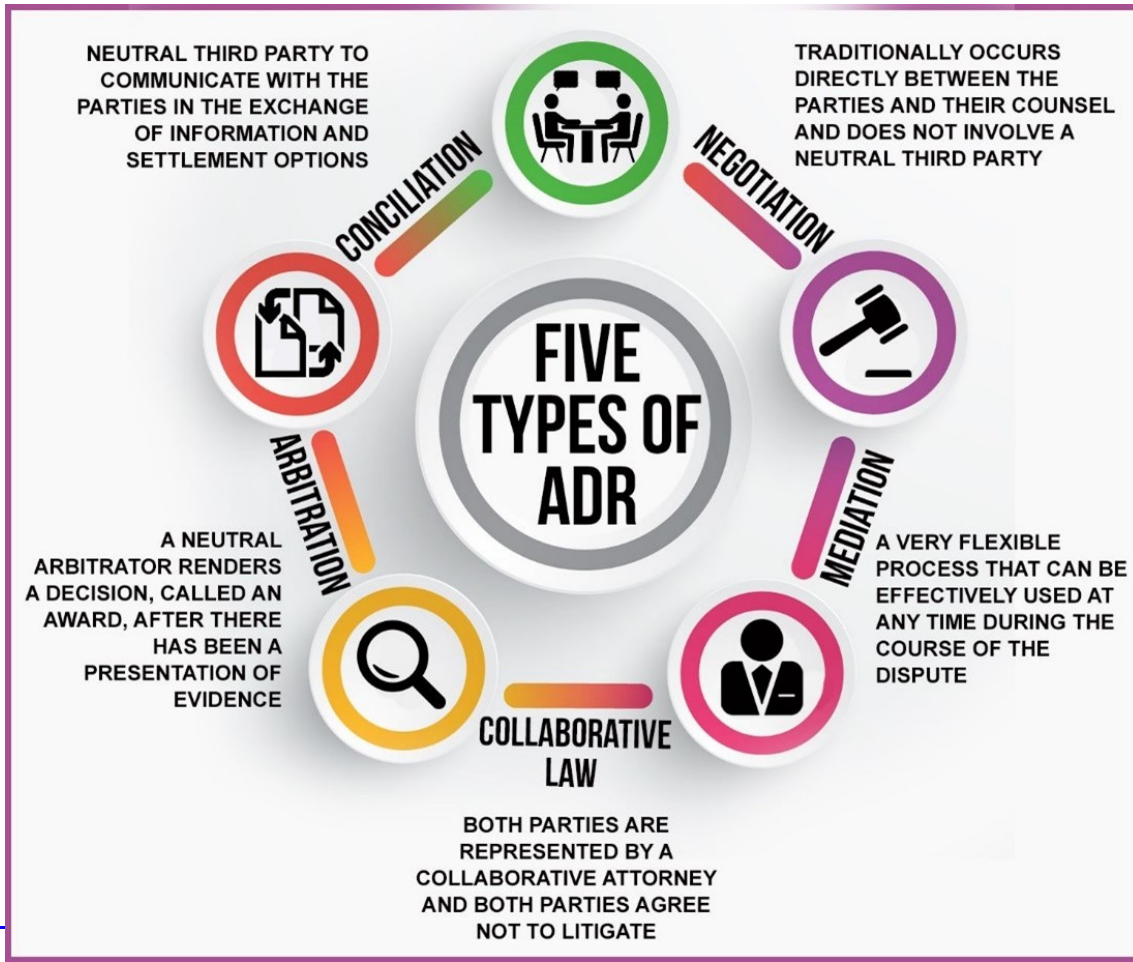 NEUTRAL THIRD PARTY TO
COMMUNICATE WITH THE
PARTIES IN THE EXCHANGE
OF INFORMATION AND
SETTLEMENT OPTIONS
CONCILIATION
TRADITIONALLY OCCURS
DIRECTLY BETWEEN THE
PARTIES AND THEIR COUNSEL
AND DOES NOT INVOLVE A
NEUTRAL THIRD PARTY
NEGOTIATION
FIVE
TYPES OF
ADR
ARBITRATION
A NEUTRAL
ARBITRATOR RENDERS
A DECISION, CALLED AN
AWARD, AFTER THERE
HAS BEEN A
PRESENTATION OF
EVIDENCE
MEDIATION
A VERY FLEXIBLE
PROCESS THAT CAN BE
EFFECTIVELY USED AT
ANY TIME DURING THE
COURSE OF THE
DISPUTE
COLLABORATIVE
LAW
BOTH PARTIES ARE
REPRESENTED BY A
COLLABORATIVE ATTORNEY
AND BOTH PARTIES AGREE
NOT TO LITIGATE